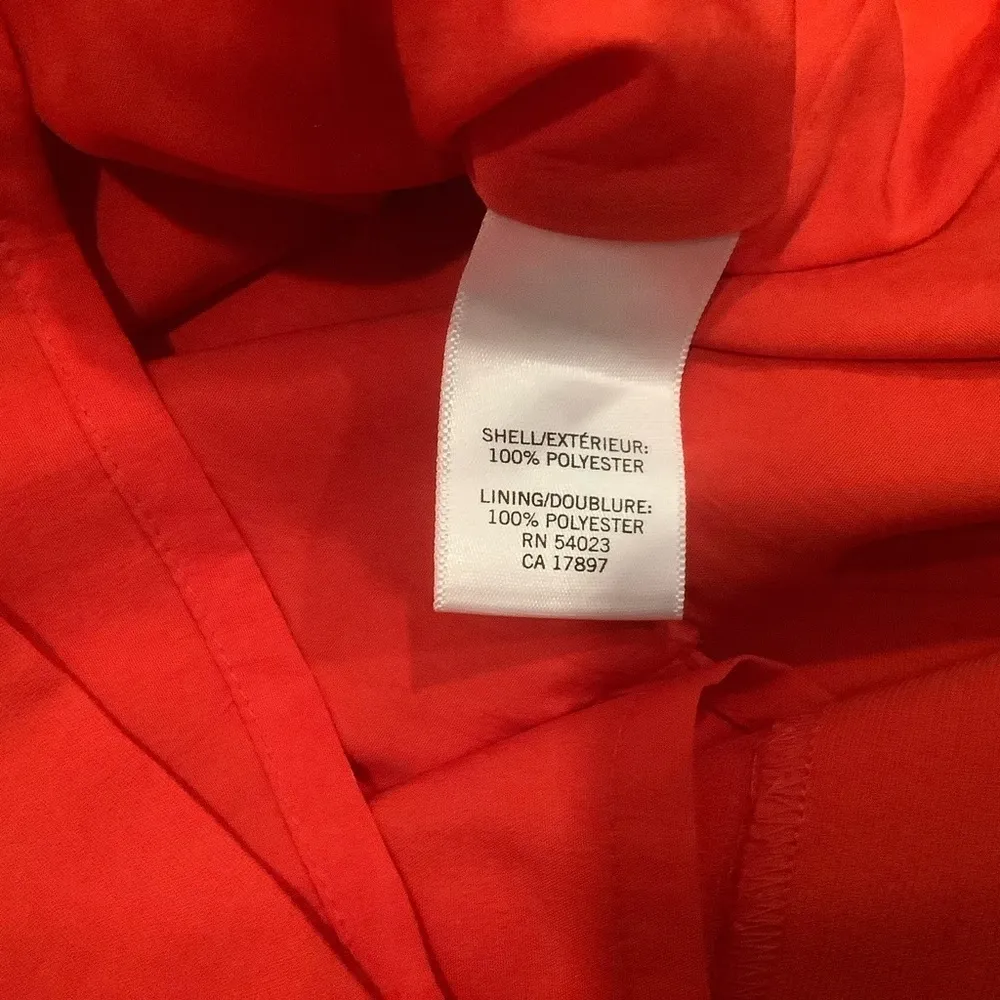 SHELL/EXTÉRIEUR:
100% POLYESTER
LINING/DOUBLURE:
100% POLYESTER
RN 54023
CA 17897